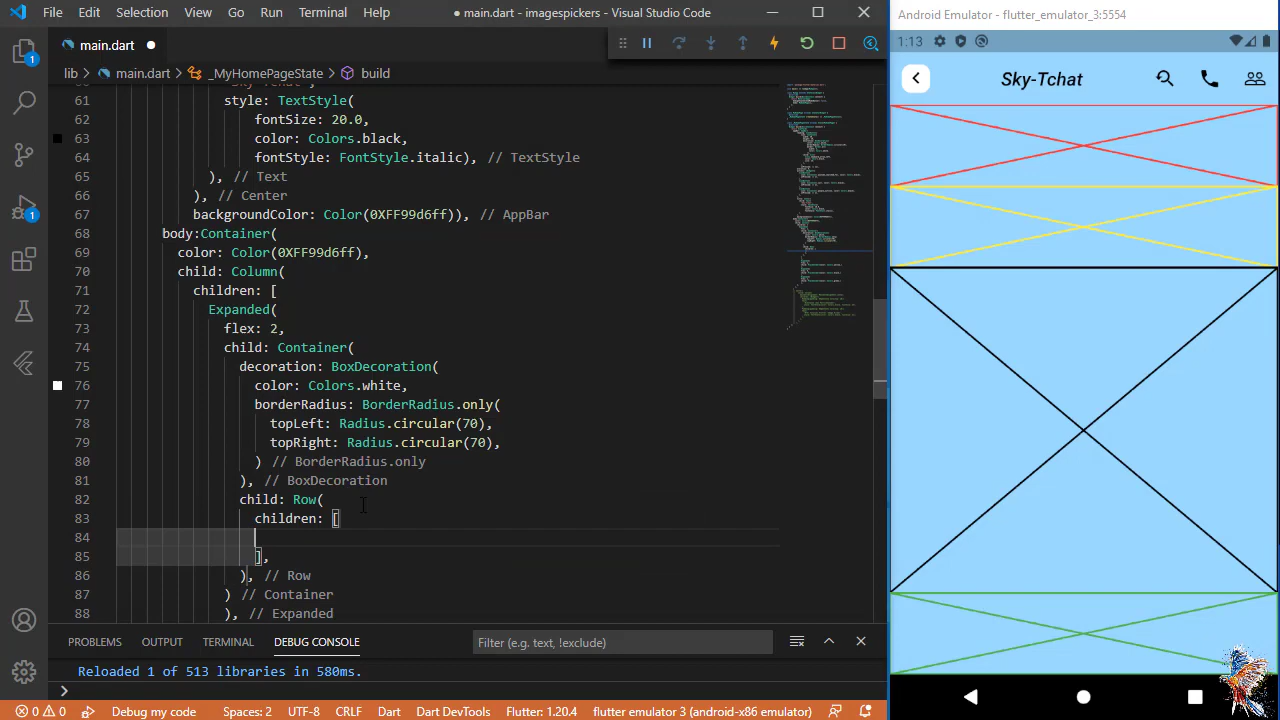 File Edit Selection View Go Run Terminal Help ● main.dart - imagespickers - Visual Studio Code
main.dart
lib > main.dart > _MyHomePageState > build
61 style: TextStyle(
62 fontSize: 20.0,
63 color: Colors.black,
64 fontStyle: FontStyle.italic), // TextStyle
65 ), // Text
66 ), // Center
67 backgroundColor: Color(0XFF99d6ff)), // AppBar
68 body:Container(
69 color: Color(0XFF99d6ff),
70 child: Column(
71 children: [
72 Expanded(
73 flex: 2,
74 child: Container(
75 decoration: BoxDecoration(
76 color: Colors.white,
77 borderRadius: BorderRadius.only(
78 topLeft: Radius.circular(70),
79 topRight: Radius.circular(70),
80 ) // BorderRadius.only
81 ), // BoxDecoration
82 child: Row(
83 children: [
84
85 ],
86 ), // Row
87 ) // Container
88 ), // Expanded
1
1
PROBLEMS OUTPUT TERMINAL DEBUG CONSOLE
Filter (e.g. text, !exclude)
Reloaded 1 of 513 libraries in 580ms.
0 0 Debug my code Spaces: 2 UTF-8 CRLF Dart Dart DevTools Flutter: 1.20.4 flutter emulator 3 (android-x86 emulator)
Android Emulator - flutter_emulator_3:5554
1:13
Sky-Tchat